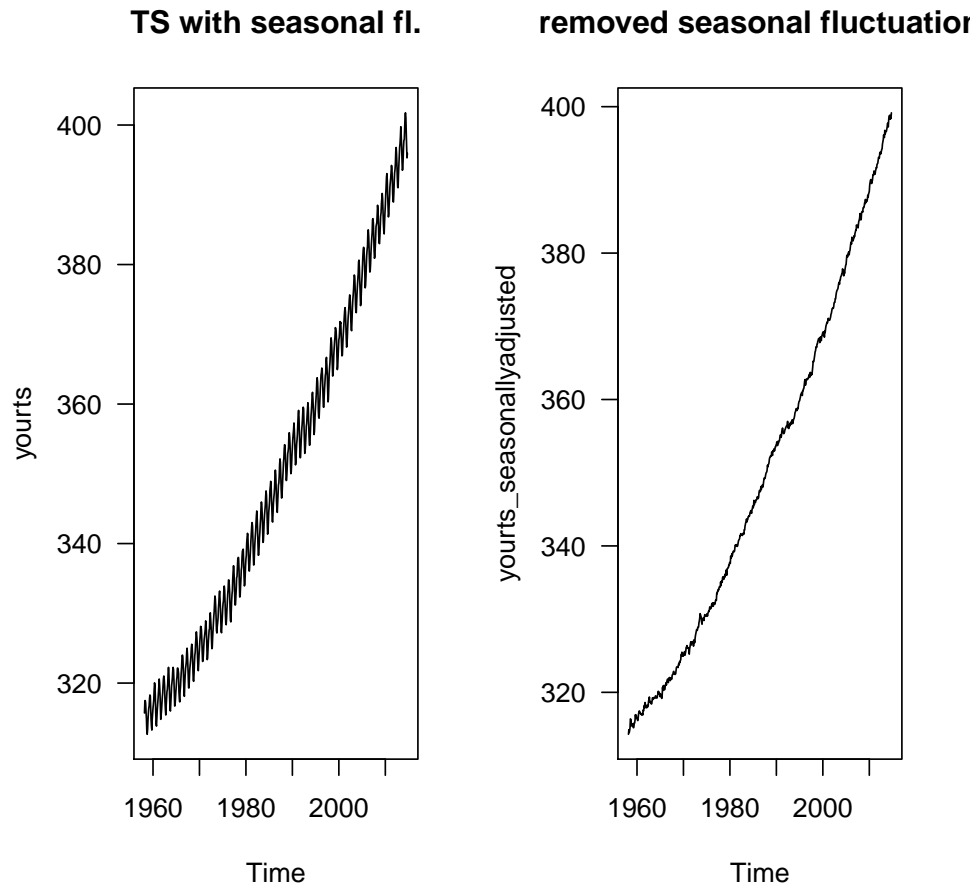 TS with seasonal fl.
yourts
400
380
360
340
320
1960 1980 2000
Time
removed seasonal fluctuation
yourts_seasonallyadjusted
400
380
360
340
320
1960 1980 2000
Time